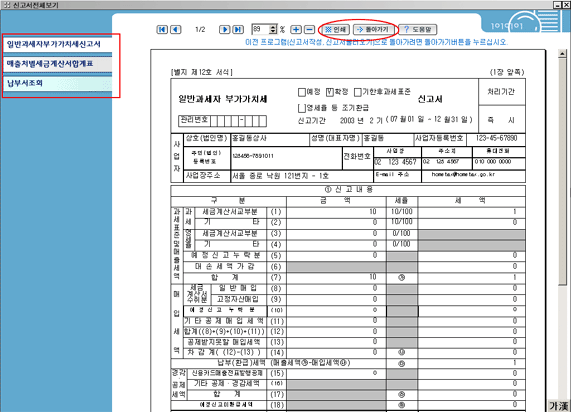 신고서전체보기
1/2
89 %
인쇄
돌아가기
도움말
이전 프로그램(신고서작성, 신고서불러오기)으로 돌아가려면 돌아가기버튼을 누르십시오.
일반과세자부가가치세신고서
매출처별세금계산서합계표
납부서조회
[별지 제12호 서식] (1장 앞쪽)
일반과세자 부가가치세
예정 V 확정 기한후과세표준 신고서
영세율 등 조기환급
처리기간
관리번호
신고기간 2003 년 2 기 (07 월 01 일 - 12 월 31 일)
즉 시
사업자
상호(법인명) 홍길동상사 성명(대표자명) 홍길동 사업자등록번호 123-45-67890
주민(법인)등록번호 123456-7891011 전화번호 사업장 주소지 휴대전화
02 123 4567 02 123 4567 010 000 0000
사업장주소 서울 종로 낙원 121번지 - 1호 E-mail 주소 hometax@hometax.go.kr
① 신 고 내 용
구 분 금 액 세율 세 액
과세표준및매출세액
과세 세금계산서교부분 (1) 10 10/100 1
기 타 (2) 0 10/100 0
영세율 세금계산서교부분 (3) 0 0/100
기 타 (4) 0 0/100
예 정 신 고 누 락 분 (5) 0 0
대 손 세 액 가 감 (6) 0
합 계 (7) 10 ㉮ 1
매입세액
세금계산서수취분 일 반 매 입 (8) 0 0
고정자산매입 (9) 0 0
예 정 신 고 누 락 분 (10) 0 0
기 타 공 제 매 입 세 액 (11) 0 0
합계((8)+(9)+(10)+(11)) (12) 0 0
공제받지못할 매입세액 (13) 0 0
차 감 계( (12)-(13) ) (14) 0 ㉯ 0
납부(환급)세액 (매출세액㉮-매입세액㉯) ㉰ 1
경감공제세액
신용카드매출전표발행공제 (15) 0 0
기타 공제·경감세액 (16) 0
합 계 (17) ㉱ 0
예정신고미환급세액 (18) ㉲ 0
가 漢